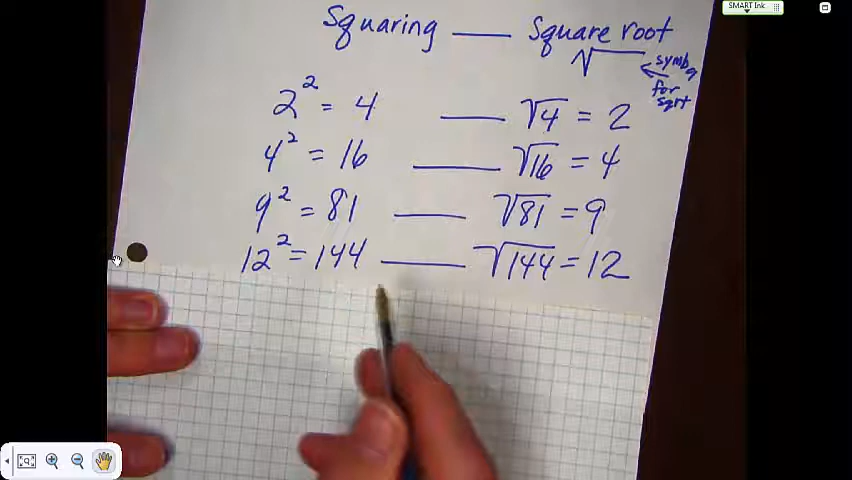 SMART Ink
Squaring — Square root
√ ← symb
for
sqrt
2² = 4 — √4 = 2
4² = 16 — √16 = 4
9² = 81 — √81 = 9
12² = 144 — √144 = 12